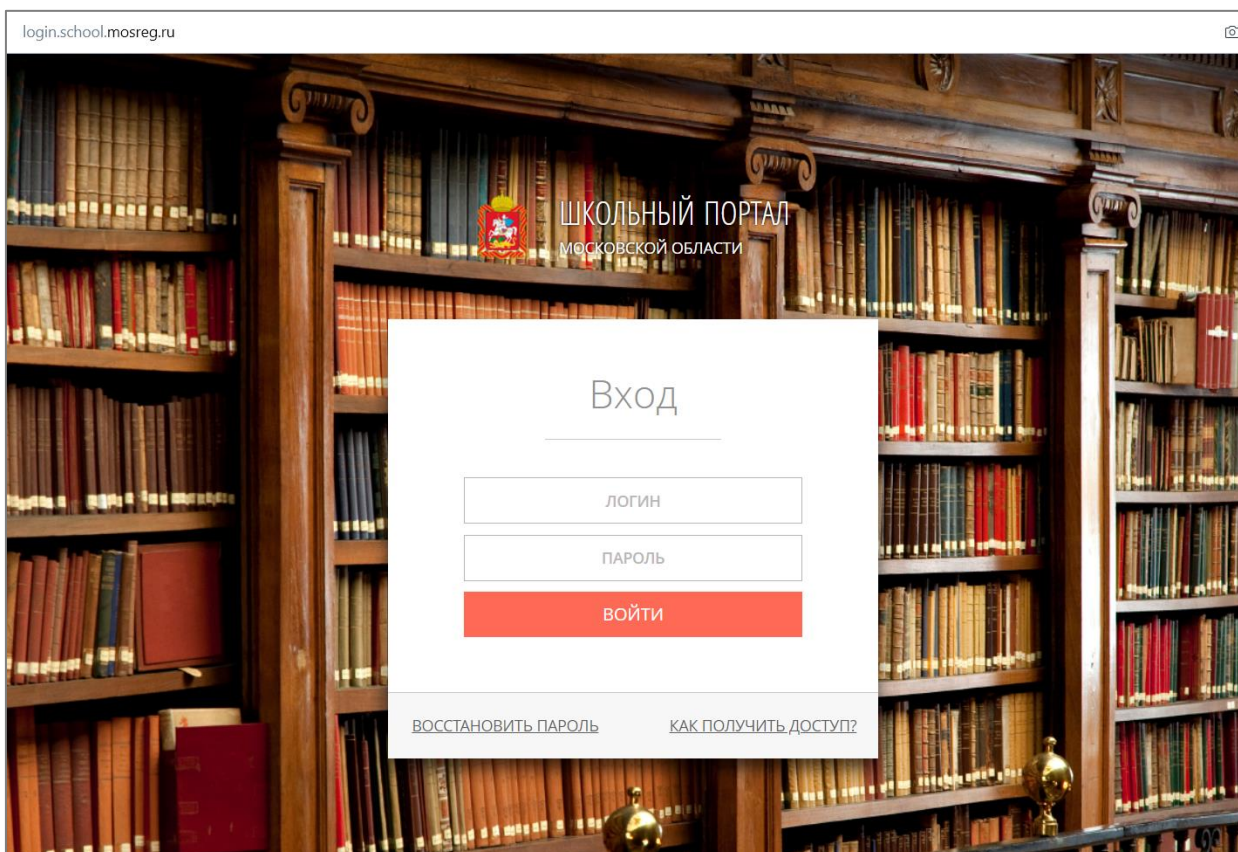 login.school.mosreg.ru
ШКОЛЬНЫЙ ПОРТАЛ
МОСКОВСКОЙ ОБЛАСТИ
Вход
ЛОГИН
ПАРОЛЬ
ВОЙТИ
ВОССТАНОВИТЬ ПАРОЛЬ КАК ПОЛУЧИТЬ ДОСТУП?